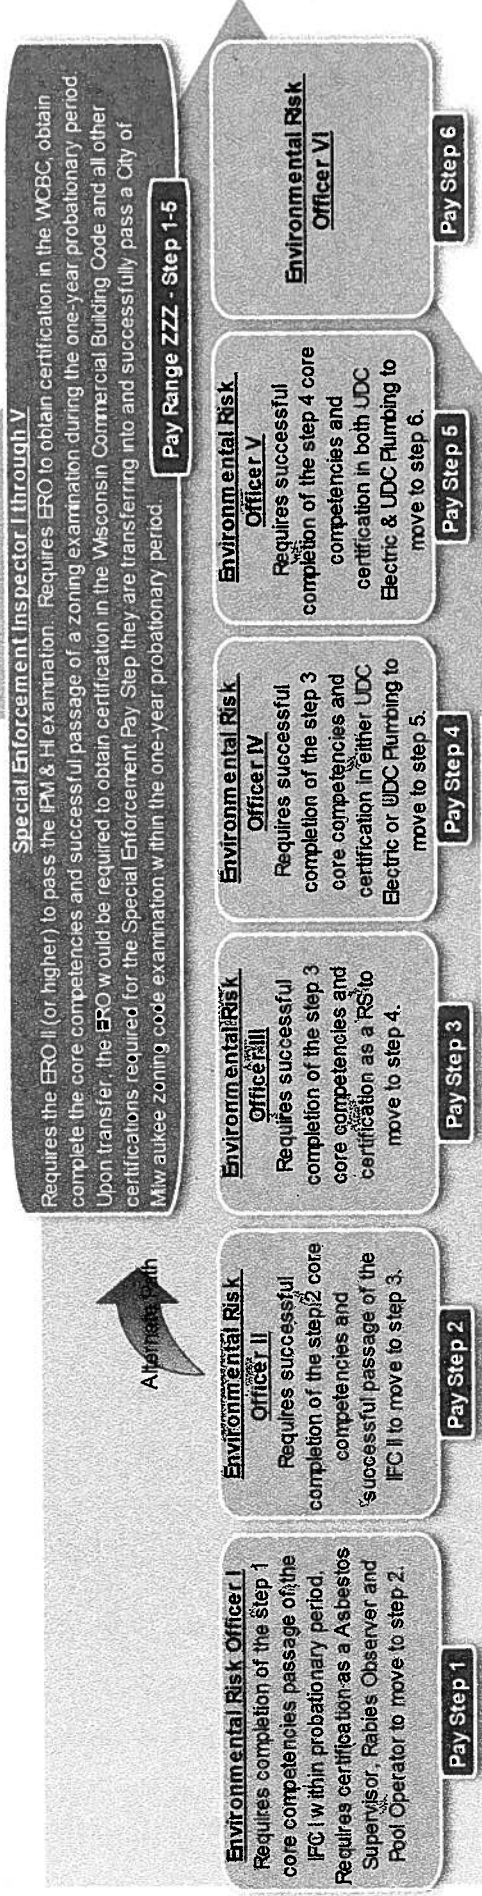 Special Enforcement Inspector I through V
Requires the ERO II (or higher) to pass the IPM & HI examination. Requires ERO to obtain certification in the WCBC, obtain
complete the core competencies and successful passage of a zoning examination during the one-year probationary period
Upon transfer, the ERO would be required to obtain certification in the Wisconsin Commercial Building Code and all other
certifications required for the Special Enforcement Pay Step they are transferring into and successfully pass a City of
Milwaukee zoning code examination within the one-year probationary period.
Pay Range ZZZ - Step 1-5
Alternate Path
Environmental Risk Officer I
Requires completion of the Step 1
core competencies passage of the
IFC I within probationary period.
Requires certification as a Asbestos
Supervisor, Rabies Observer and
Pool Operator to move to step 2.
Pay Step 1
Environmental Risk
Officer II
Requires successful
completion of the step 2 core
competencies and
successful passage of the
IFC II to move to step 3.
Pay Step 2
Environmental Risk
Officer III
Requires successful
completion of the step 3
core competencies and
certification as a RS to
move to step 4.
Pay Step 3
Environmental Risk
Officer IV
Requires successful
completion of the step 3
core competencies and
certification in either UDC
Electric or UDC Plumbing to
move to step 5.
Pay Step 4
Environmental Risk
Officer V
Requires successful
completion of the step 4 core
competencies and
certification in both UDC
Electric & UDC Plumbing to
move to step 6.
Pay Step 5
Environmental Risk
Officer VI
Pay Step 6